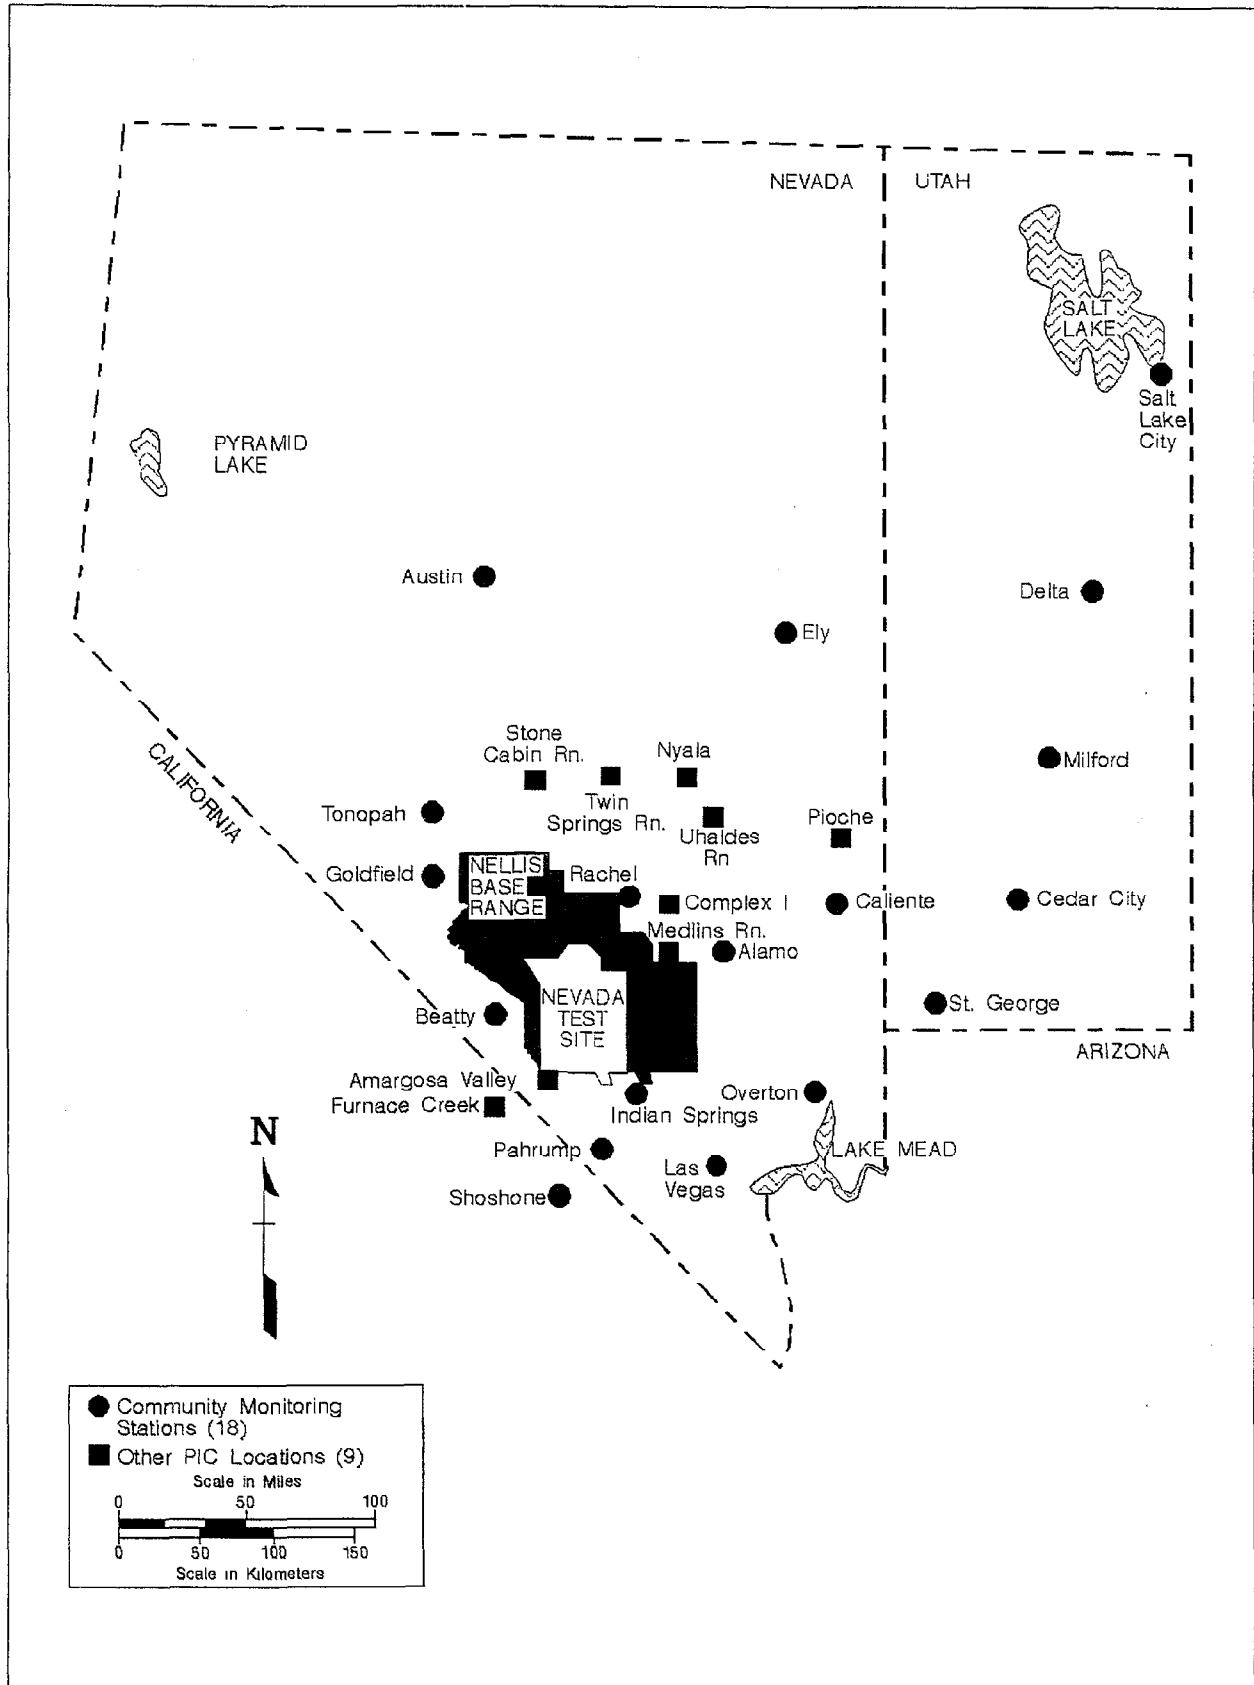 NEVADA
UTAH
SALT
LAKE
Salt
Lake
City
PYRAMID
LAKE
Austin
Delta
Ely
Stone
Cabin Rn.
Nyala
Milford
CALIFORNIA
Tonopah
Twin
Springs Rn.
Uhaldes
Rn
Pioche
Goldfield
NELLIS
BASE
RANGE
Rachel
Complex I
Caliente
Cedar City
Medlins Rn.
Alamo
NEVADA
TEST
SITE
Beatty
St. George
ARIZONA
Amargosa Valley
Furnace Creek
Indian Springs
Overton
N
Pahrump
LAKE MEAD
Las
Vegas
Shoshone
Community Monitoring
Stations (18)
Other PIC Locations (9)
Scale in Miles
0 50 100
0 50 100 150
Scale in Kilometers